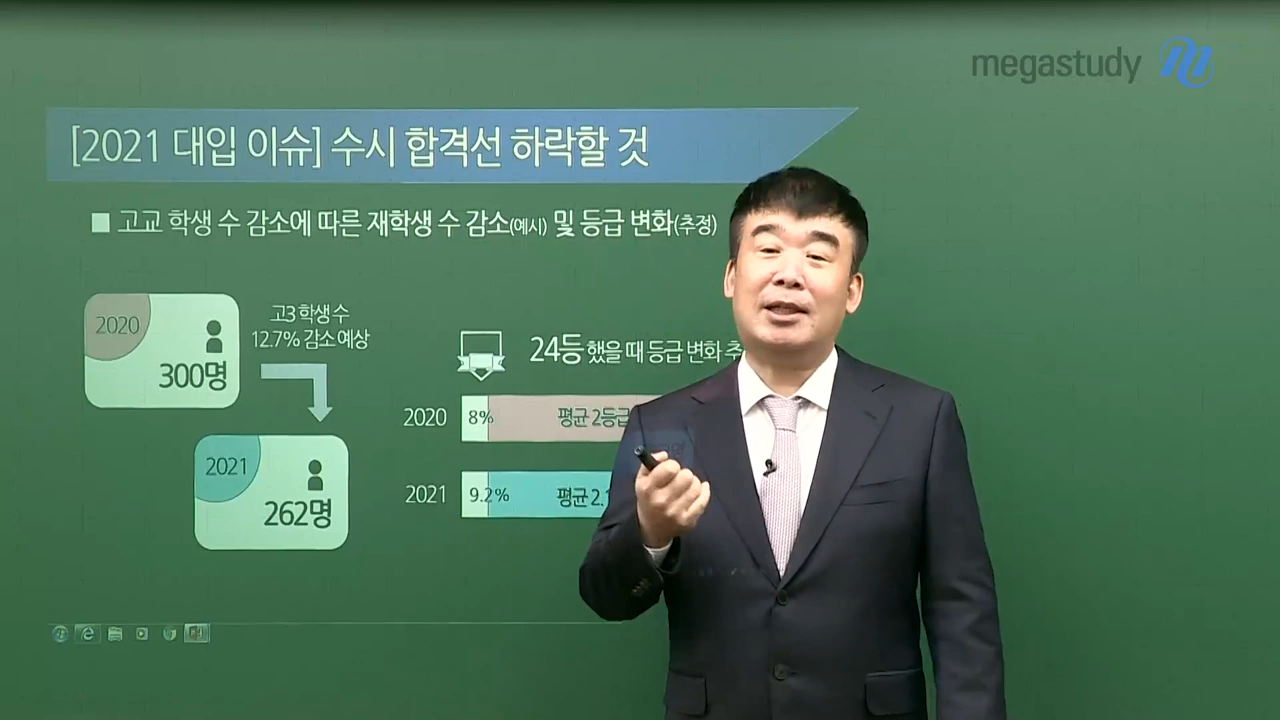 megastudy
[2021 대입 이슈] 수시 합격선 하락할 것
■ 고교 학생 수 감소에 따른 재학생 수 감소(예시) 및 등급 변화(추정)
2020
300명
고3 학생 수
12.7% 감소 예상
2021
262명
24등 했을 때 등급 변화
2020 8% 평균 2등급
2021 9.2% 평균 2.1